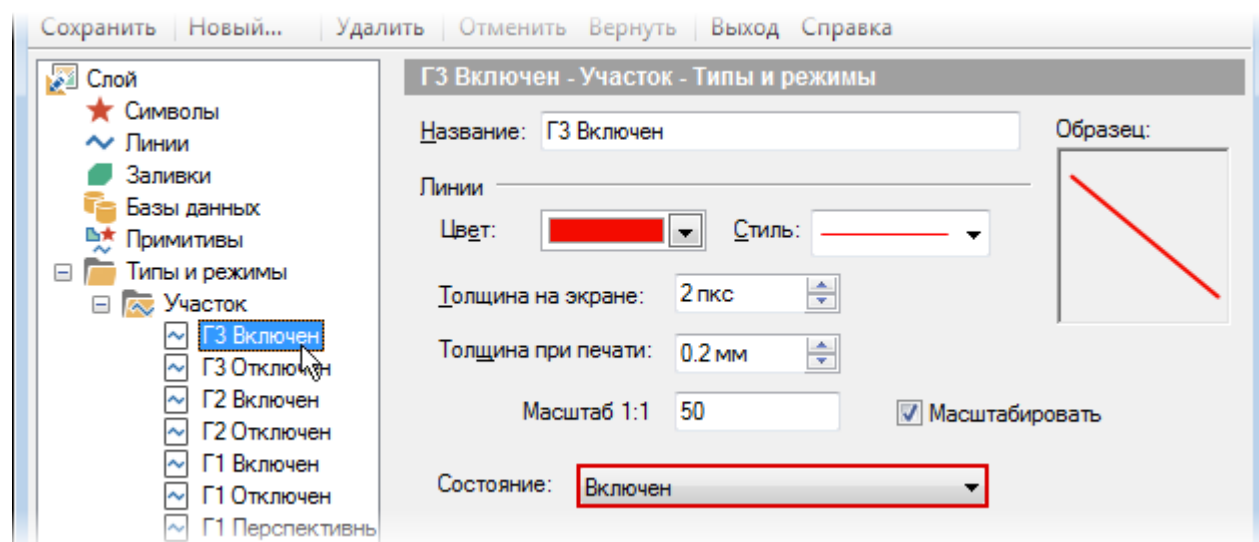 Сохранить Новый... Удалить Отменить Вернуть Выход Справка
Слой
Символы
Линии
Заливки
Базы данных
Примитивы
Типы и режимы
Участок
Г3 Включен
Г3 Отключен
Г2 Включен
Г2 Отключен
Г1 Включен
Г1 Отключен
Г1 Перспективнь
Г3 Включен - Участок - Типы и режимы
Название: Г3 Включен
Образец:
Линии
Цвет: Стиль:
Толщина на экране: 2 пкс
Толщина при печати: 0.2 мм
Масштаб 1:1 50 Масштабировать
Состояние: Включен